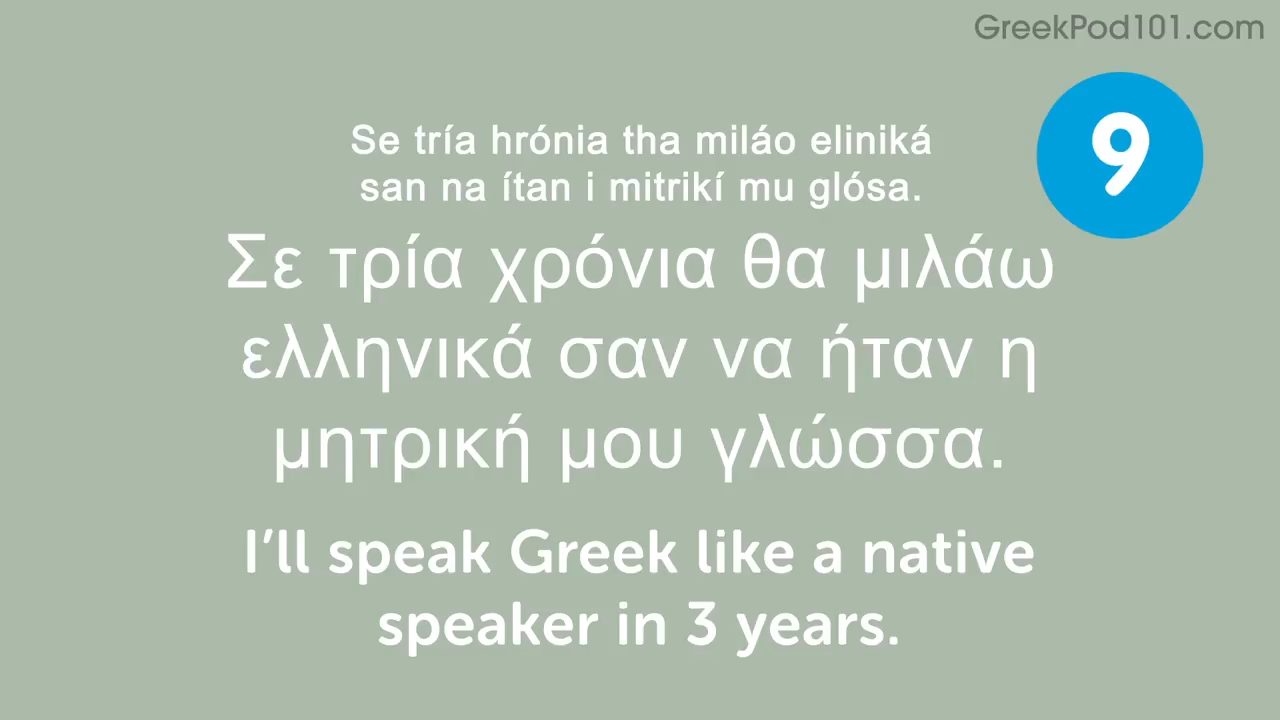 GreekPod101.com
9
Se tría hrónia tha miláo eliniká
san na ítan i mitrikí mu glósa.
Σε τρία χρόνια θα μιλάω
ελληνικά σαν να ήταν η
μητρική μου γλώσσα.
I’ll speak Greek like a native
speaker in 3 years.